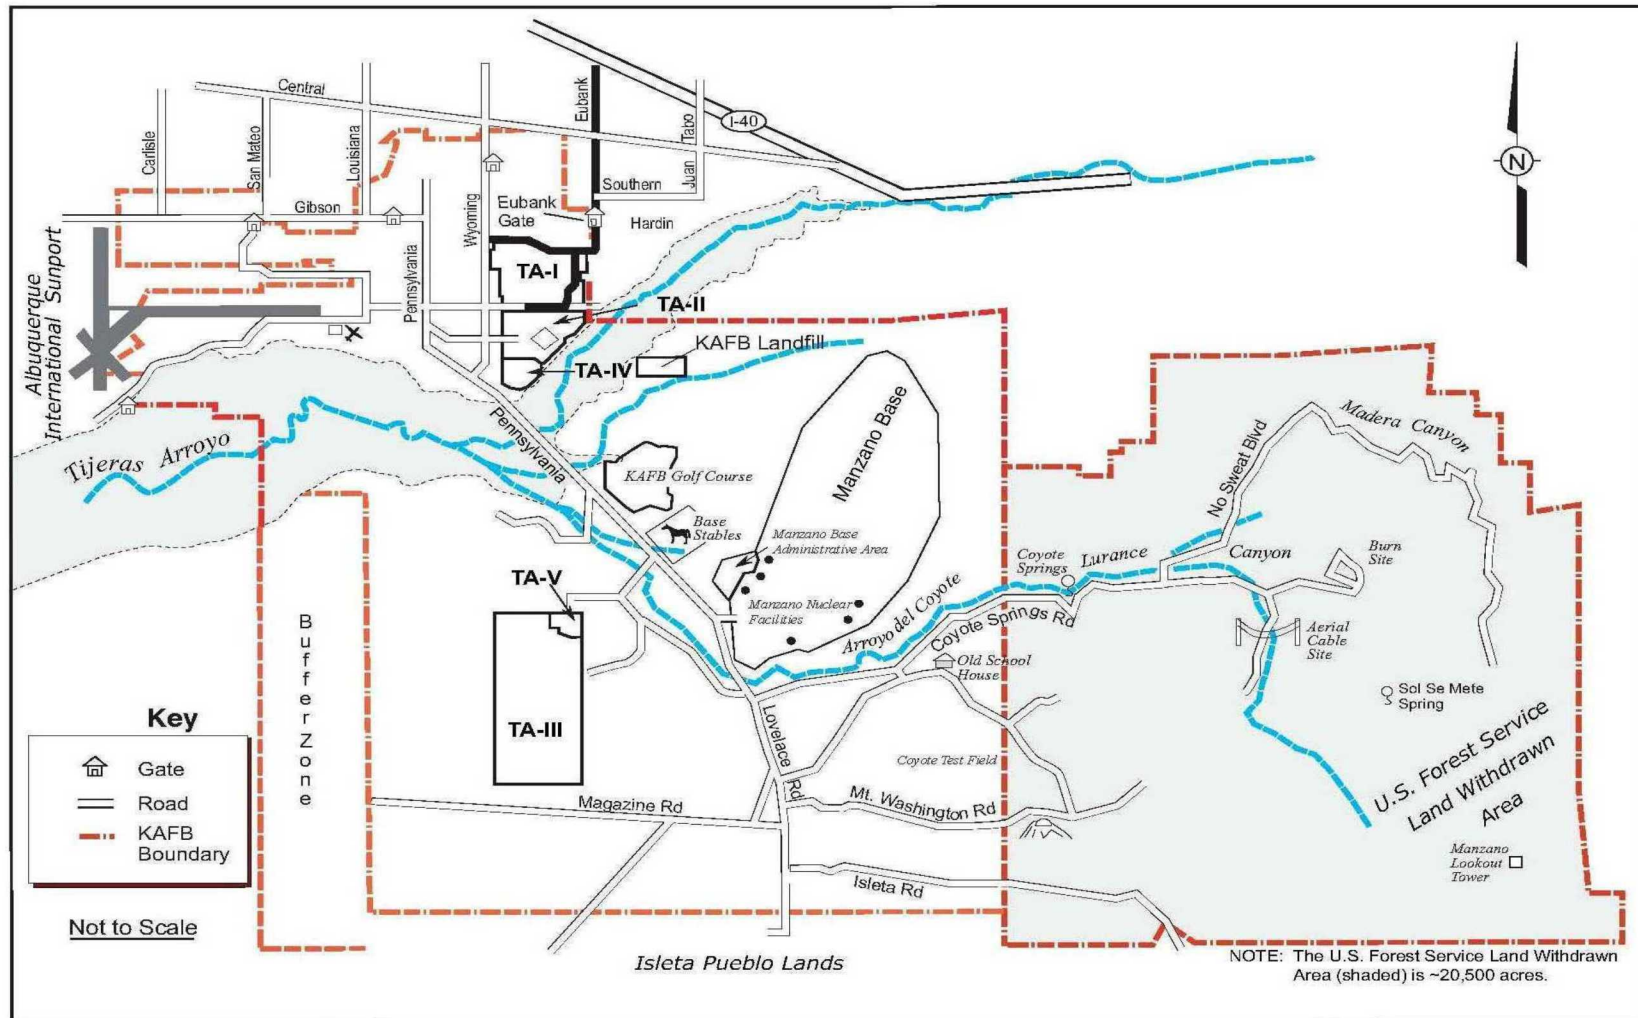 Central
Eubank
I-40
Tabo
Juan
Carlisle
San Mateo
Louisiana
Wyoming
Southern
Gibson
Eubank
Gate
Hardin
Pennsylvania
TA-I
TA-II
Albuquerque
International Sunport
KAFB Landfill
TA-IV
Manzano Base
Pennsylvania
Tijeras Arroyo
KAFB Golf Course
Base
Stables
Manzano Base
Administrative Area
No Sweat Blvd
Madera Canyon
Coyote
Springs
Lurance
Canyon
Burn
Site
TA-V
Manzano Nuclear
Facilities
Arroyo del Coyote
Coyote Springs Rd
Aerial
Cable
Site
Buffer Zone
Old School
House
Sol Se Mete
Spring
TA-III
Lovelace Rd
Coyote Test Field
U.S. Forest Service
Land Withdrawn
Area
Magazine Rd
Mt. Washington Rd
Isleta Rd
Manzano
Lookout
Tower
Key
Gate
Road
KAFB
Boundary
Not to Scale
Isleta Pueblo Lands
N
NOTE: The U.S. Forest Service Land Withdrawn
Area (shaded) is ~20,500 acres.